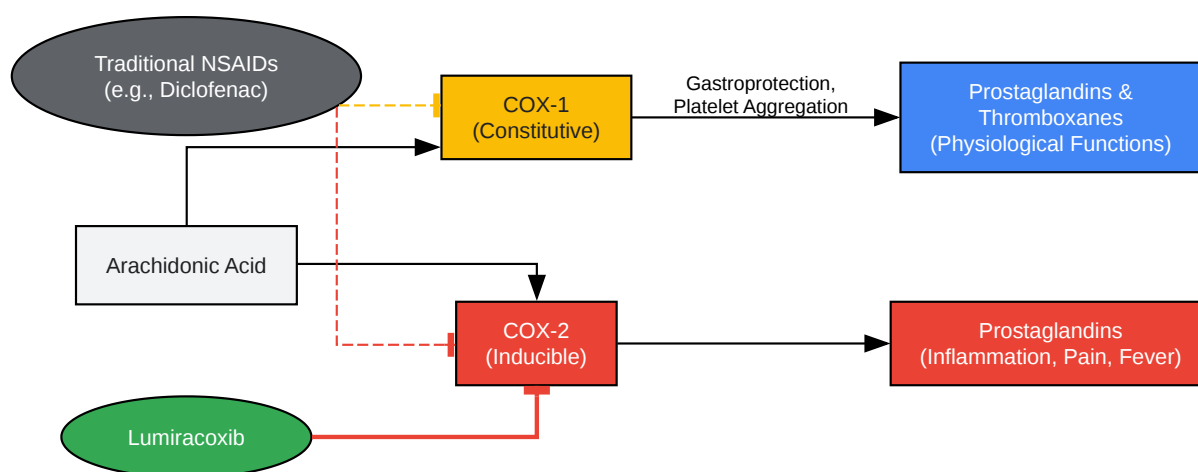 Traditional NSAIDs
(e.g., Diclofenac)
COX-1
(Constitutive)
Gastroprotection,
Platelet Aggregation
Prostaglandins &
Thromboxanes
(Physiological Functions)
Arachidonic Acid
COX-2
(Inducible)
Prostaglandins
(Inflammation, Pain, Fever)
Lumiracoxib